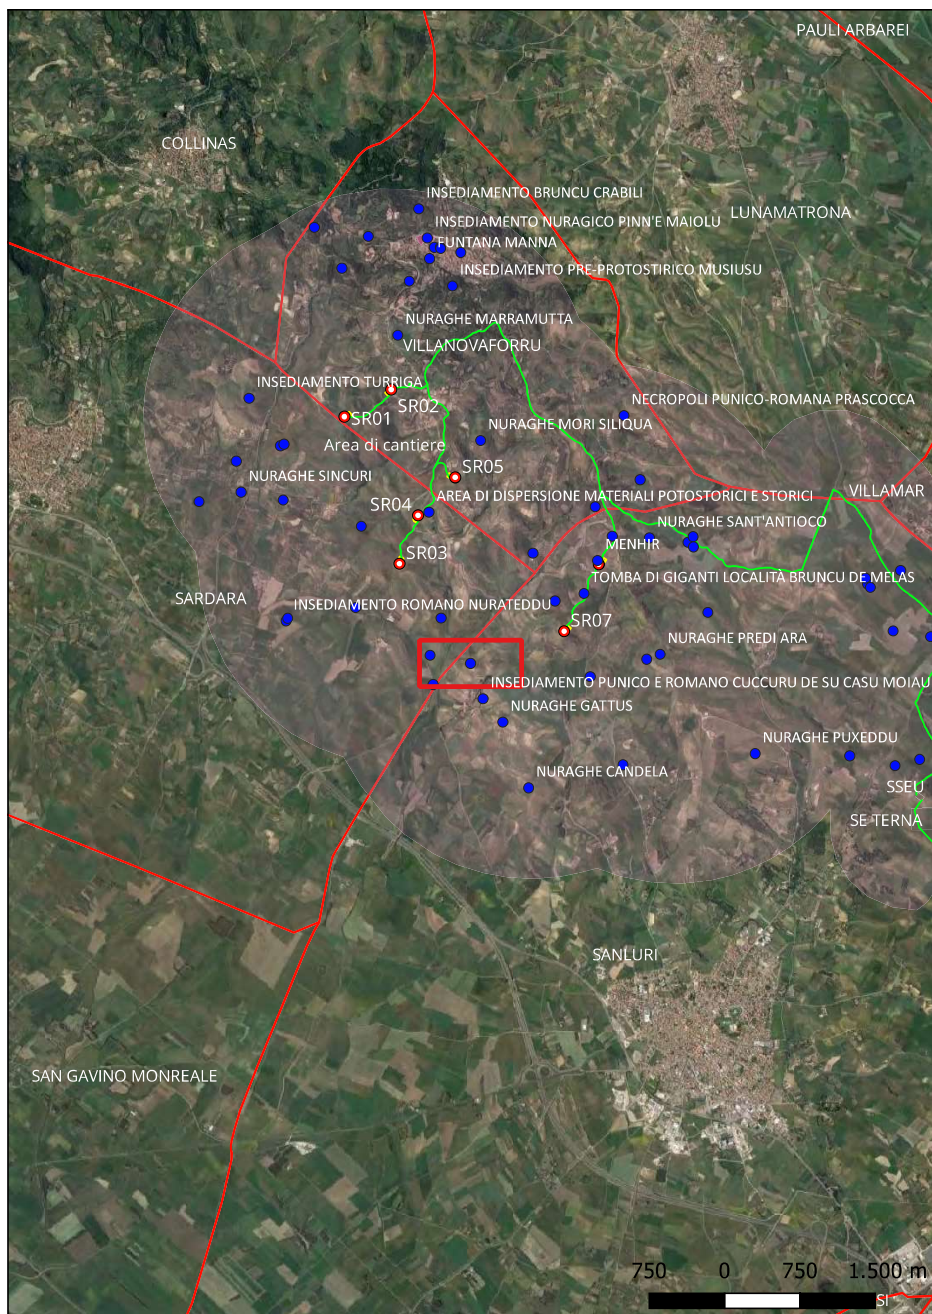 PAULI ARBAREI
COLLINAS
INSEDIAMENTO BRUNCU CRABILI
LUNAMATRONA
INSEDIAMENTO NURAGICO PINN'E MAIOLU
FUNTANA MANNA
INSEDIAMENTO PRE-PROTOSTIRICO MUSIUSU
NURAGHE MARRAMUTTA
VILLANOVAFORRU
INSEDIAMENTO TURRIGA
NECROPOLI PUNICO-ROMANA PRASCOCCA
SR02
SR01
NURAGHE MORI SILIQUA
Area di cantiere
SR05
NURAGHE SINCURI
VILLAMAR
AREA DI DISPERSIONE MATERIALI POTOSTORICI E STORICI
SR04
NURAGHE SANT'ANTIOCO
MENHIR
SR03
TOMBA DI GIGANTI LOCALITÀ BRUNCU DE MELAS
SARDARA
INSEDIAMENTO ROMANO NURATEDDU
SR07
NURAGHE PREDI ARA
INSEDIAMENTO PUNICO E ROMANO CUCCURU DE SU CASU MOIAU
NURAGHE GATTUS
NURAGHE PUXEDDU
NURAGHE CANDELA
SSEU
SE TERNA
SANLURI
SAN GAVINO MONREALE
750 0 750 1.500 m